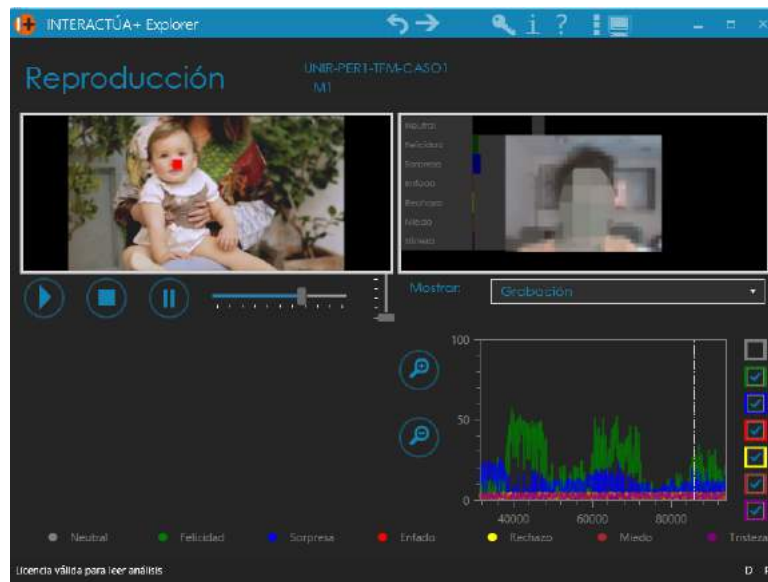 INTERACTÚA+ Explorer
Reproducción
UNIR-PER1-TFM-CASO1
M1
Neutral
Felicidad
Sorpresa
Enfado
Rechazo
Miedo
Tristeza
Mostrar:
Grabación
100
50
0
40000
60000
80000
Neutral
Felicidad
Sorpresa
Enfado
Rechazo
Miedo
Tristeza
Licencia válida para leer análisis
D